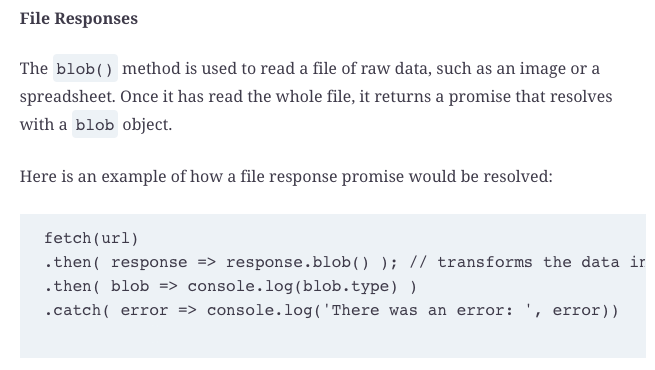 File Responses
The blob() method is used to read a file of raw data, such as an image or a
spreadsheet. Once it has read the whole file, it returns a promise that resolves
with a blob object.
Here is an example of how a file response promise would be resolved:
fetch(url)
.then( response => response.blob() ); // transforms the data in
.then( blob => console.log(blob.type) )
.catch( error => console.log('There was an error: ', error))